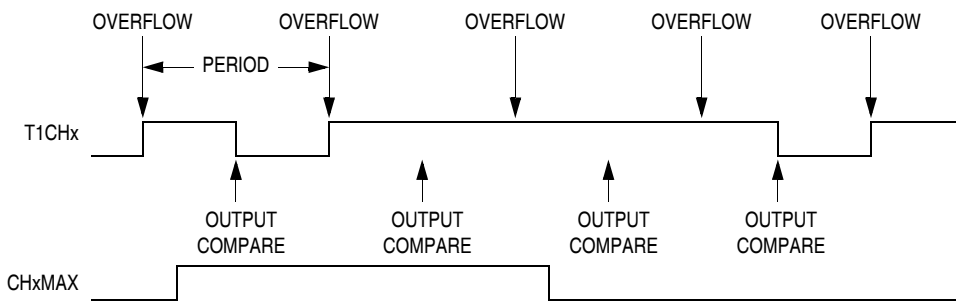 OVERFLOW OVERFLOW OVERFLOW OVERFLOW OVERFLOW
PERIOD
T1CHx
OUTPUT OUTPUT OUTPUT OUTPUT
COMPARE COMPARE COMPARE COMPARE
CHxMAX